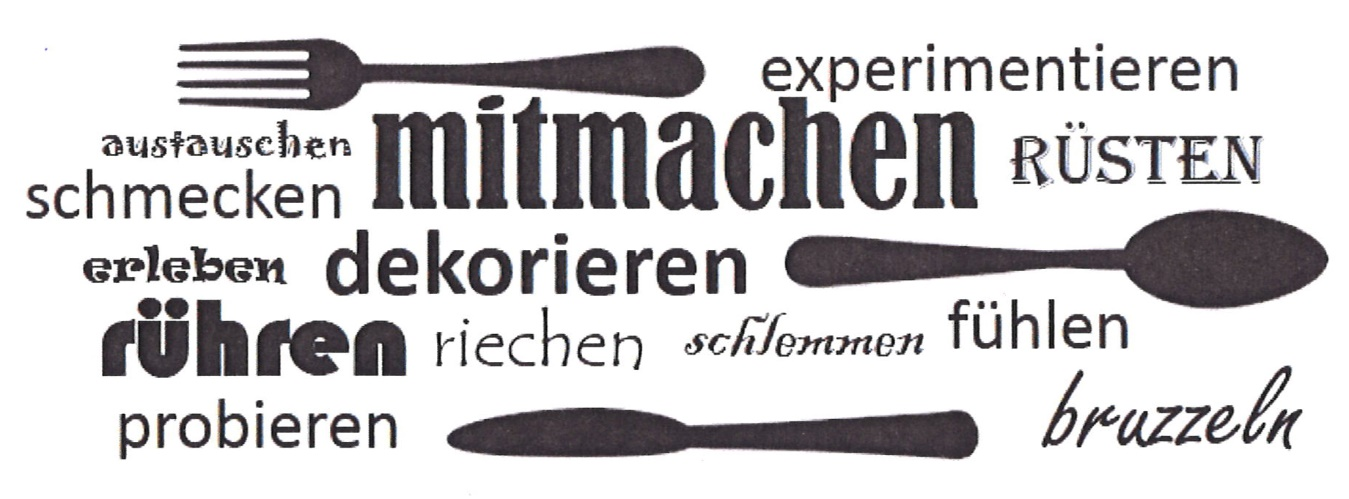 experimentieren
austauschen mitmachen RÜSTEN
schmecken
erleben dekorieren
rühren riechen schlemmen fühlen
probieren bruzzeln